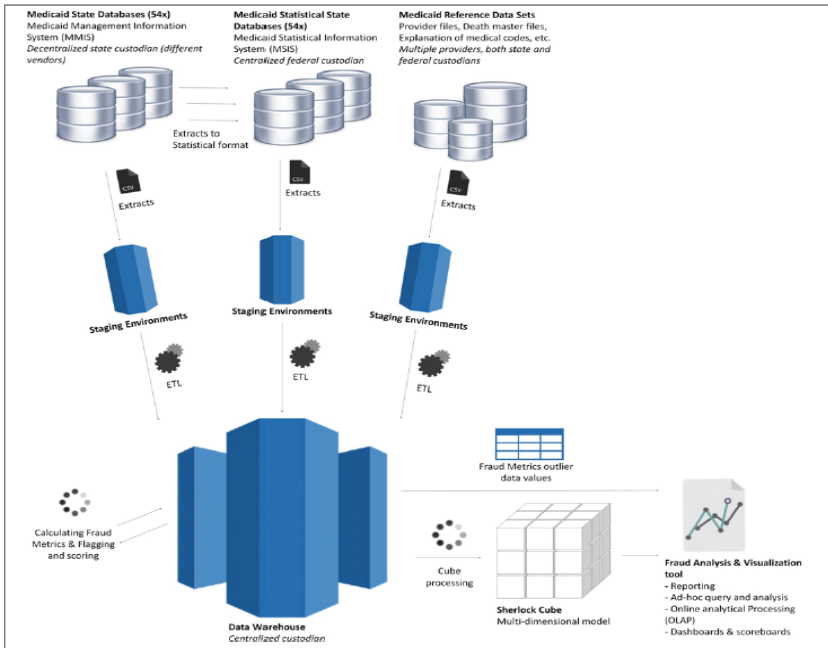 Medicaid State Databases (54x)
Medicaid Management Information
System (MMIS)
Decentralized state custodian (different
vendors)
Medicaid Statistical State
Databases (54x)
Medicaid Statistical Information
System (MSIS)
Centralized federal custodian
Medicaid Reference Data Sets
Provider files, Death master files,
Explanation of medical codes, etc.
Multiple providers, both state and
federal custodians
Extracts to
Statistical format
CSV
Extracts
CSV
Extracts
CSV
Extracts
Staging Environments
Staging Environments
Staging Environments
ETL
ETL
ETL
Fraud Metrics outlier
data values
Calculating Fraud
Metrics & Flagging
and scoring
Cube
processing
Data Warehouse
Centralized custodian
Sherlock Cube
Multi-dimensional model
Fraud Analysis & Visualization
tool
- Reporting
- Ad-hoc query and analysis
- Online analytical Processing
(OLAP)
- Dashboards & scoreboards